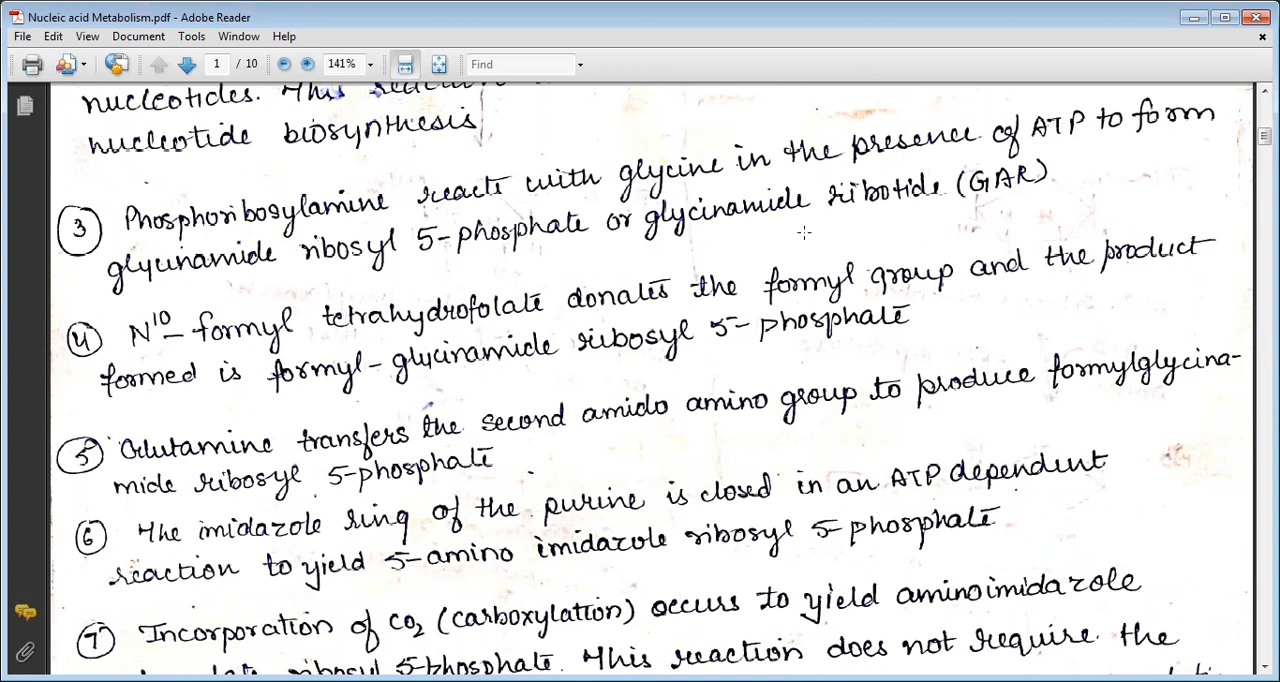 Nucleic acid Metabolism.pdf - Adobe Reader
File Edit View Document Tools Window Help
1 / 10 141% Find
nucleotides. This
nucleotide biosynthesis
3 Phosphoribosylamine reacts with glycine in the presence of ATP to form
glycinamide ribosyl 5-phosphate or glycinamide ribotide (GAR)
4 N10 - formyl tetrahydrofolate donates the formyl group and the product
formed is formyl-glycinamide ribosyl 5-phosphate
5 Glutamine transfers the second amido amino group to produce formylglycina-
mide ribosyl 5-phosphate
6 The imidazole ring of the purine is closed in an ATP dependent
reaction to yield 5-amino imidazole ribosyl 5-phosphate
7 Incorporation of CO2 (carboxylation) occurs to yield aminoimidazole
ribosyl 5-phosphate. This reaction does not require the